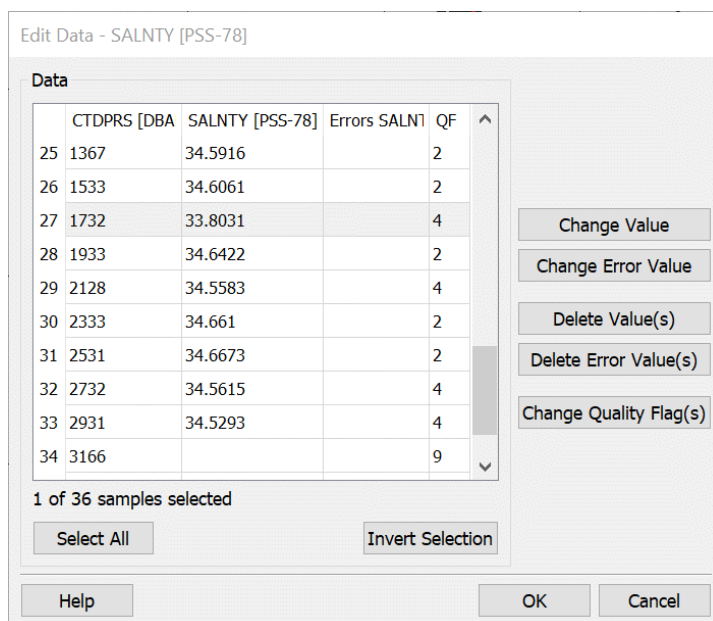 Edit Data - SALNTY [PSS-78]
Data
CTDPRS [DBA SALNTY [PSS-78] Errors SALNT QF
25 1367 34.5916 2
26 1533 34.6061 2
27 1732 33.8031 4
28 1933 34.6422 2
29 2128 34.5583 4
30 2333 34.661 2
31 2531 34.6673 2
32 2732 34.5615 4
33 2931 34.5293 4
34 3166 9
1 of 36 samples selected
Select All
Invert Selection
Change Value
Change Error Value
Delete Value(s)
Delete Error Value(s)
Change Quality Flag(s)
Help
OK
Cancel